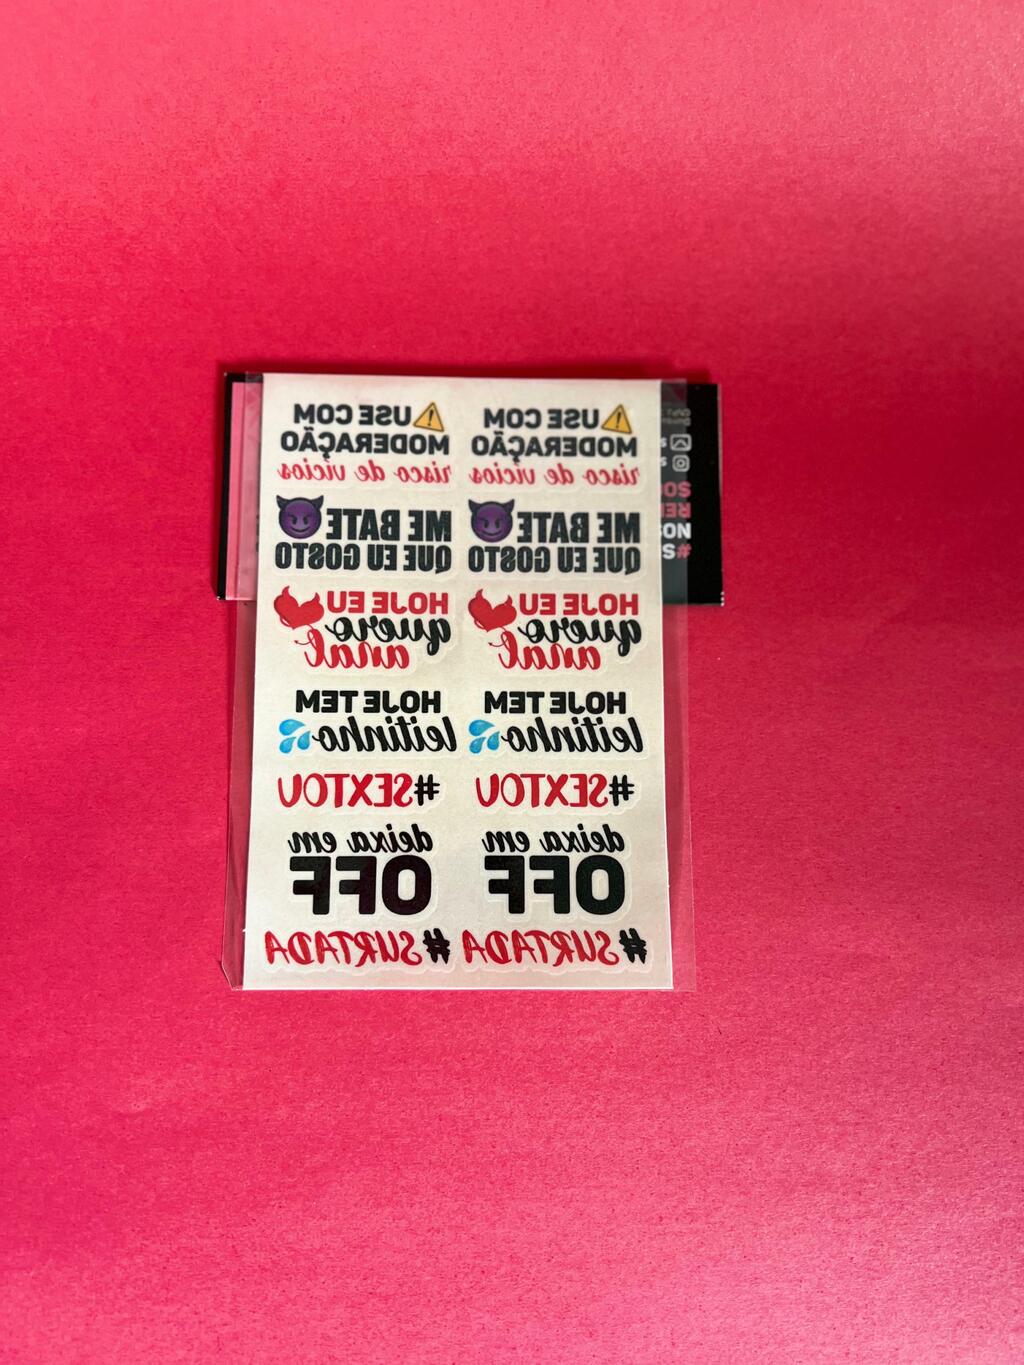 ⚠USE COM
MODERAÇÃO
risco de vícios
⚠USE COM
MODERAÇÃO
risco de vícios
ME BATE
QUE EU GOSTO
ME BATE
QUE EU GOSTO
HOJE EU
quero
anal
HOJE EU
quero
anal
HOJE TEM
leitinho
HOJE TEM
leitinho
#SEXTOU
#SEXTOU
deixa em
OFF
deixa em
OFF
#SURTADA
#SURTADA